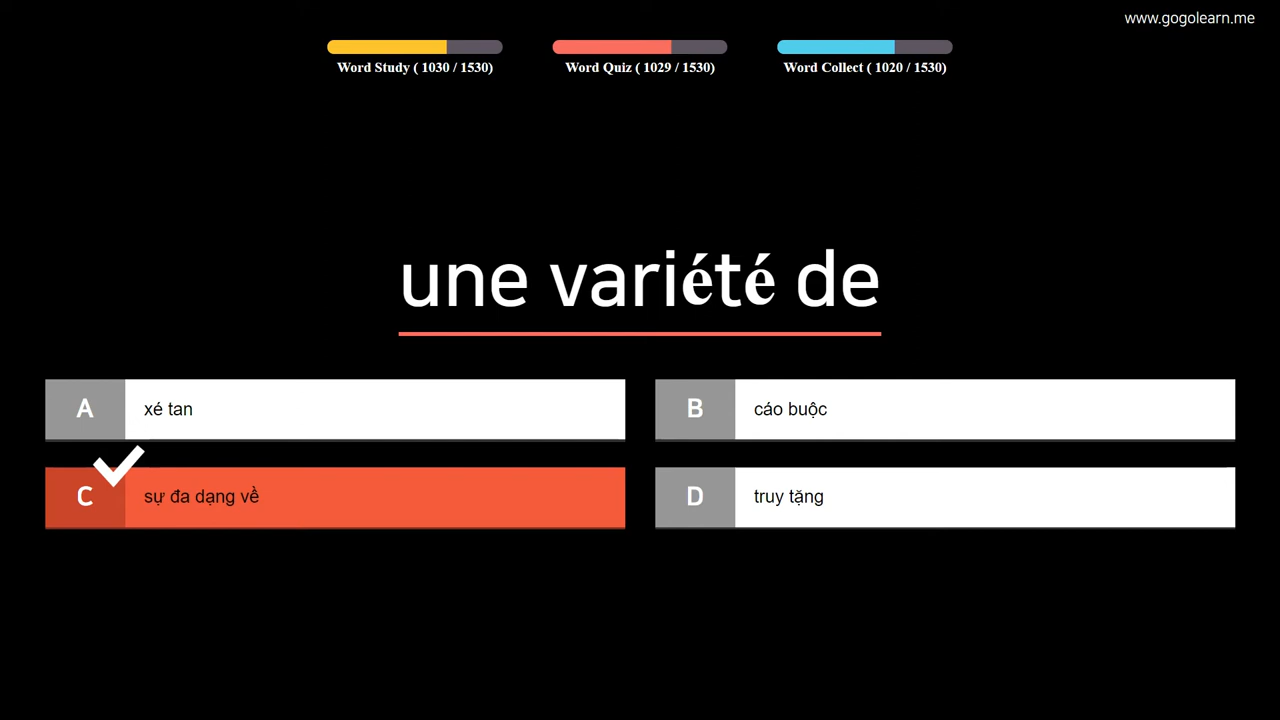 www.gogolearn.me
Word Study ( 1030 / 1530)
Word Quiz ( 1029 / 1530)
Word Collect ( 1020 / 1530)
une variété de
A
xé tan
B
cáo buộc
C
sự đa dạng về
D
truy tặng